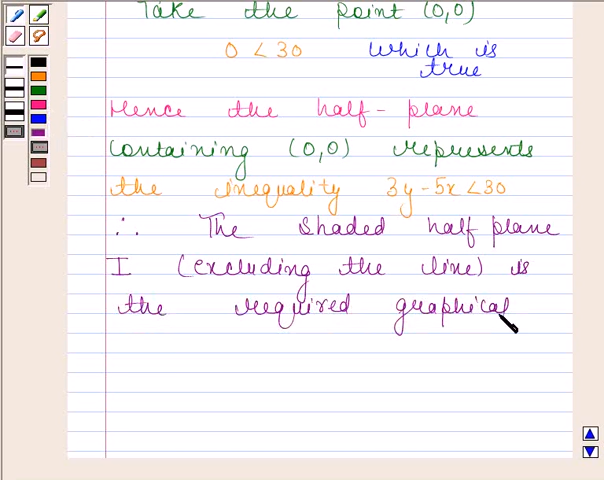 Take the point (0,0)
0 < 30 which is
true
Hence the half-plane
containing (0,0) represents
the inequality 3y-5x < 30
∴ The shaded half plane
I (excluding the line) is
the required graphical